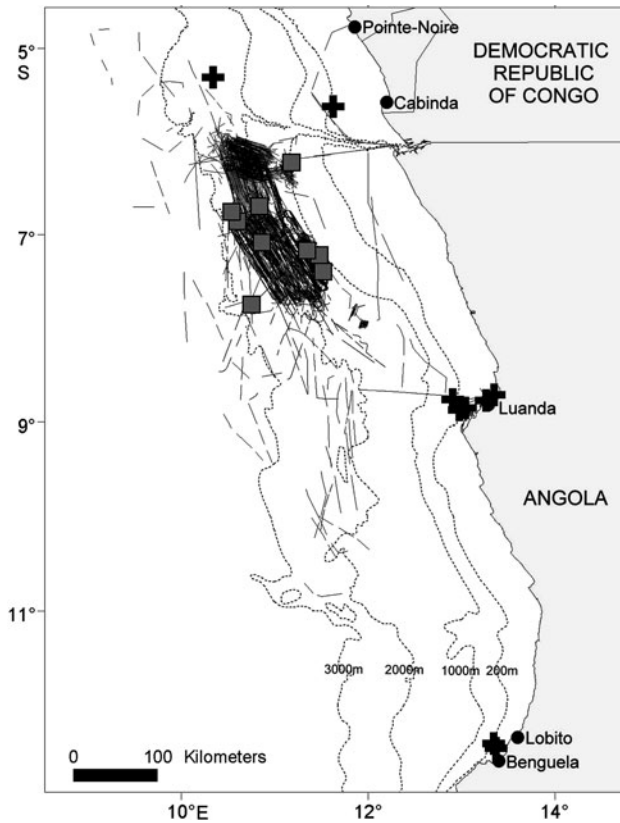 5°
S
Pointe-Noire
DEMOCRATIC
REPUBLIC
OF CONGO
Cabinda
7°
Luanda
9°
ANGOLA
11°
3000m 2000m 1000m 200m
Lobito
Benguela
0 100 Kilometers
10°E 12° 14°